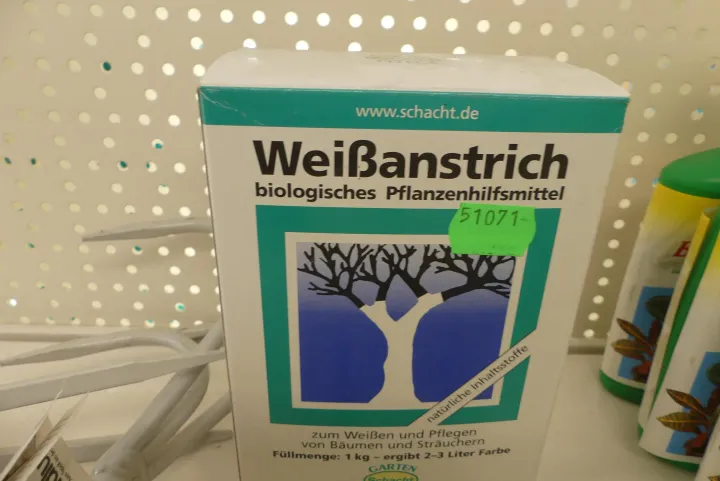 www.schacht.de
Weißanstrich
biologisches Pflanzenhilfsmittel
51071-
natürliche Inhaltsstoffe
zum Weißen und Pflegen
von Bäumen und Sträuchern
Füllmenge: 1 kg – ergibt 2–3 Liter Farbe
GARTEN
Schacht